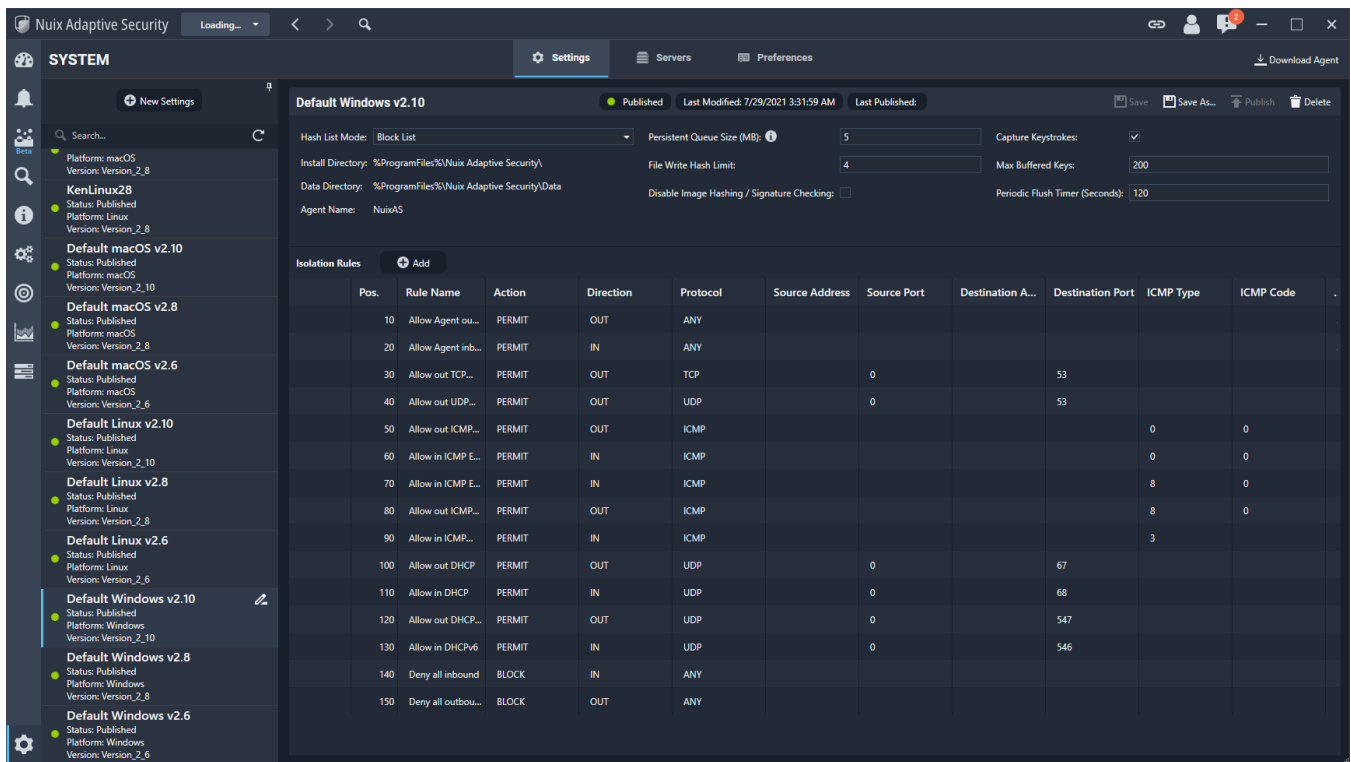 Nuix Adaptive Security Loading...
2
SYSTEM Settings Servers Preferences Download Agent
New Settings
Search...
Beta
Platform: macOS
Version: Version_2_8
KenLinux28
Status: Published
Platform: Linux
Version: Version_2_8
Default macOS v2.10
Status: Published
Platform: macOS
Version: Version_2_10
Default macOS v2.8
Status: Published
Platform: macOS
Version: Version_2_8
Default macOS v2.6
Status: Published
Platform: macOS
Version: Version_2_6
Default Linux v2.10
Status: Published
Platform: Linux
Version: Version_2_10
Default Linux v2.8
Status: Published
Platform: Linux
Version: Version_2_8
Default Linux v2.6
Status: Published
Platform: Linux
Version: Version_2_6
Default Windows v2.10
Status: Published
Platform: Windows
Version: Version_2_10
Default Windows v2.8
Status: Published
Platform: Windows
Version: Version_2_8
Default Windows v2.6
Status: Published
Platform: Windows
Version: Version_2_6
Default Windows v2.10 Published Last Modified: 7/29/2021 3:31:59 AM Last Published: Save Save As... Publish Delete
Hash List Mode: Block List Persistent Queue Size (MB): 5 Capture Keystrokes:
Install Directory: %ProgramFiles%\Nuix Adaptive Security\ File Write Hash Limit: 4 Max Buffered Keys: 200
Data Directory: %ProgramFiles%\Nuix Adaptive Security\Data Disable Image Hashing / Signature Checking: Periodic Flush Timer (Seconds): 120
Agent Name: NuixAS
Isolation Rules Add
Pos. Rule Name Action Direction Protocol Source Address Source Port Destination A... Destination Port ICMP Type ICMP Code .
10 Allow Agent ou... PERMIT OUT ANY
20 Allow Agent inb... PERMIT IN ANY
30 Allow out TCP... PERMIT OUT TCP 0 53
40 Allow out UDP... PERMIT OUT UDP 0 53
50 Allow out ICMP... PERMIT OUT ICMP 0 0
60 Allow in ICMP E... PERMIT IN ICMP 0 0
70 Allow in ICMP E... PERMIT IN ICMP 8 0
80 Allow out ICMP... PERMIT OUT ICMP 8 0
90 Allow in ICMP... PERMIT IN ICMP 3
100 Allow out DHCP PERMIT OUT UDP 0 67
110 Allow in DHCP PERMIT IN UDP 0 68
120 Allow out DHCP... PERMIT OUT UDP 0 547
130 Allow in DHCPv6 PERMIT IN UDP 0 546
140 Deny all inbound BLOCK IN ANY
150 Deny all outbou... BLOCK OUT ANY